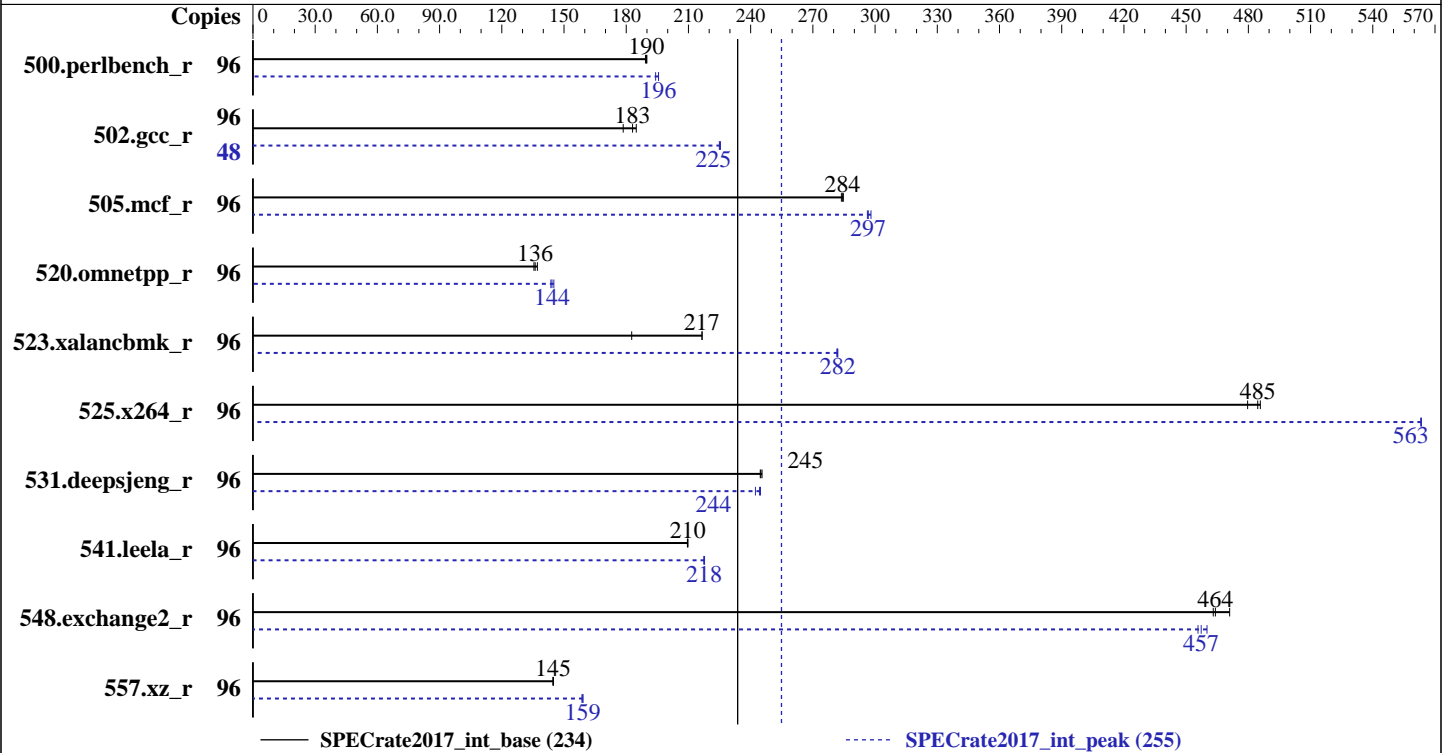 Copies 0 30.0 60.0 90.0 120 150 180 210 240 270 300 330 360 390 420 450 480 510 540 570
190
500.perlbench_r 96
196
96 183
502.gcc_r
48 225
284
505.mcf_r 96
297
136
520.omnetpp_r 96
144
217
523.xalancbmk_r 96
282
485
525.x264_r 96
563
245
531.deepsjeng_r 96
244
210
541.leela_r 96
218
464
548.exchange2_r 96
457
145
557.xz_r 96
159
SPECrate2017_int_base (234) SPECrate2017_int_peak (255)